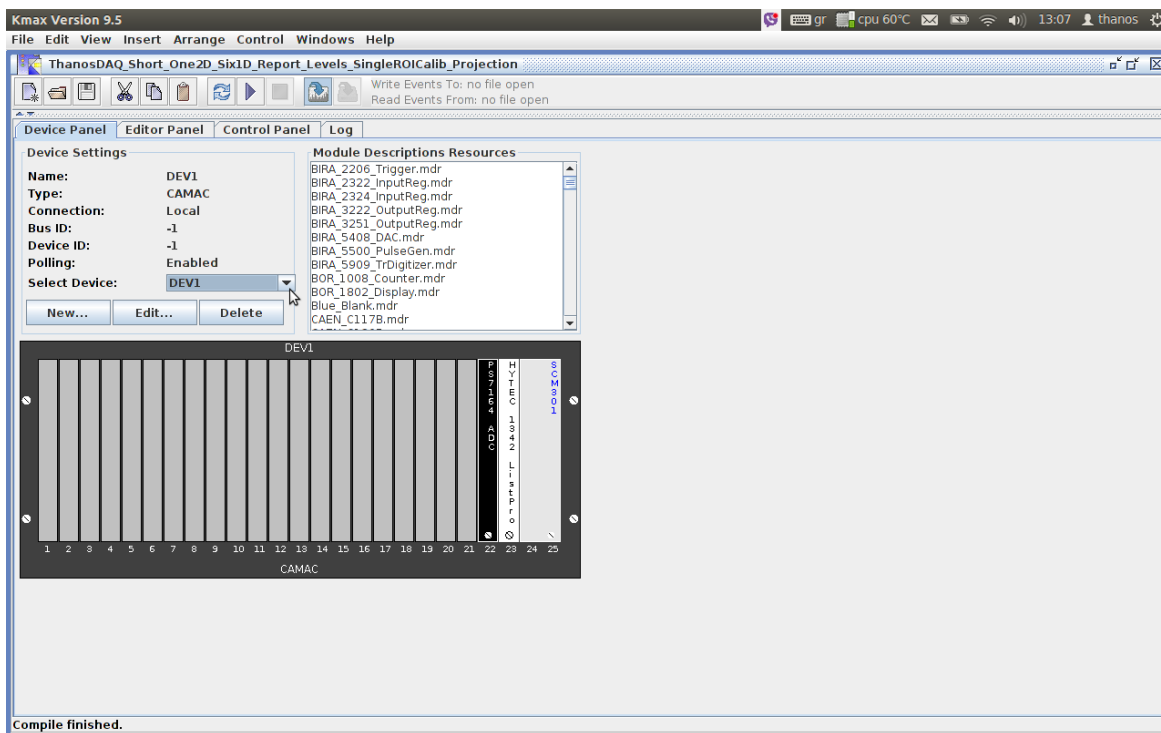 Kmax Version 9.5
gr cpu 60°C 13:07 thanos
File Edit View Insert Arrange Control Windows Help
ThanosDAQ_Short_One2D_Six1D_Report_Levels_SingleROICalib_Projection
Write Events To: no file open
Read Events From: no file open
Device Panel Editor Panel Control Panel Log
Device Settings
Name: DEV1
Type: CAMAC
Connection: Local
Bus ID: -1
Device ID: -1
Polling: Enabled
Select Device: DEV1
New... Edit... Delete
Module Descriptions Resources
BIRA_2206_Trigger.mdr
BIRA_2322_InputReg.mdr
BIRA_2324_InputReg.mdr
BIRA_3222_OutputReg.mdr
BIRA_3251_OutputReg.mdr
BIRA_5408_DAC.mdr
BIRA_5500_PulseGen.mdr
BIRA_5909_TrDigitizer.mdr
BOR_1008_Counter.mdr
BOR_1802_Display.mdr
Blue_Blank.mdr
CAEN_C117B.mdr
DEV1
PS7164 ADC
HYTEC 1342 ListPro
SCM301
1 2 3 4 5 6 7 8 9 10 11 12 13 14 15 16 17 18 19 20 21 22 23 24 25
CAMAC
Compile finished.